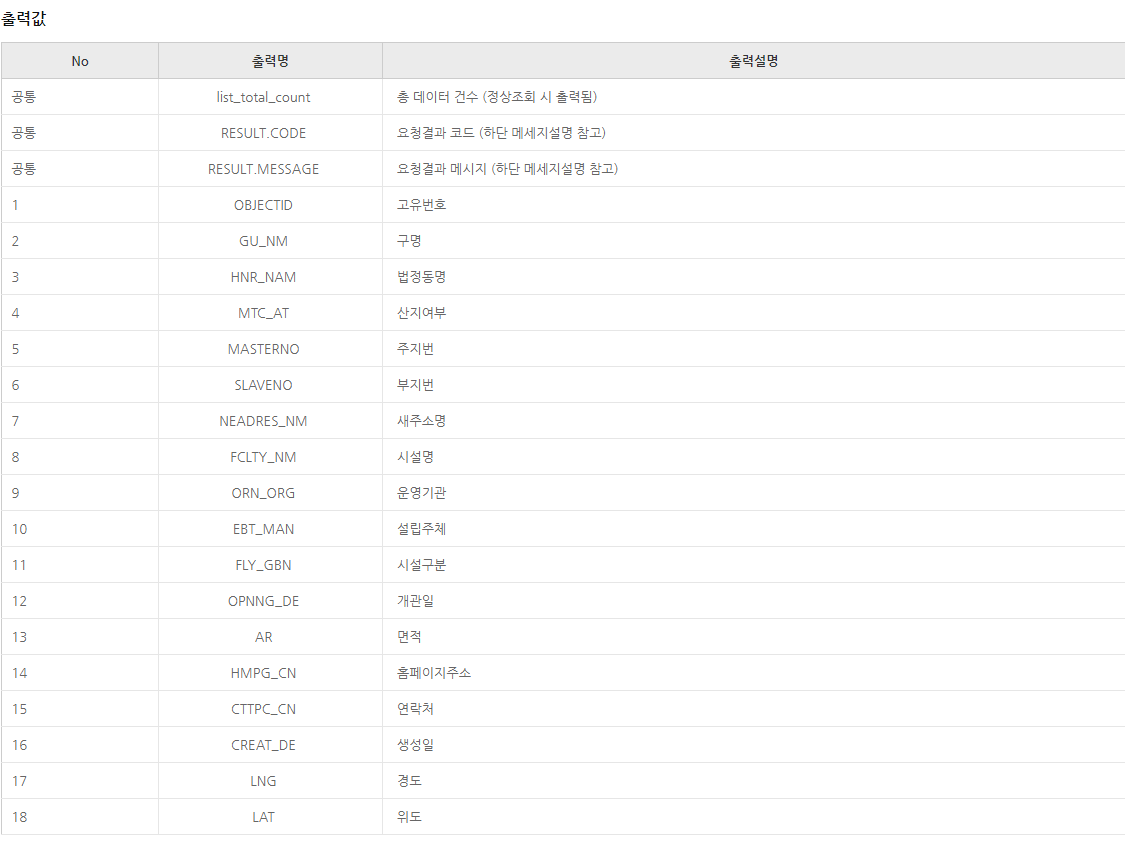 출력값
No 출력명 출력설명
공통 list_total_count 총 데이터 건수 (정상조회 시 출력됨)
공통 RESULT.CODE 요청결과 코드 (하단 메세지설명 참고)
공통 RESULT.MESSAGE 요청결과 메시지 (하단 메세지설명 참고)
1 OBJECTID 고유번호
2 GU_NM 구명
3 HNR_NAM 법정동명
4 MTC_AT 산지여부
5 MASTERNO 주지번
6 SLAVENO 부지번
7 NEADRES_NM 새주소명
8 FCLTY_NM 시설명
9 ORN_ORG 운영기관
10 EBT_MAN 설립주체
11 FLY_GBN 시설구분
12 OPNNG_DE 개관일
13 AR 면적
14 HMPG_CN 홈페이지주소
15 CTTPC_CN 연락처
16 CREAT_DE 생성일
17 LNG 경도
18 LAT 위도